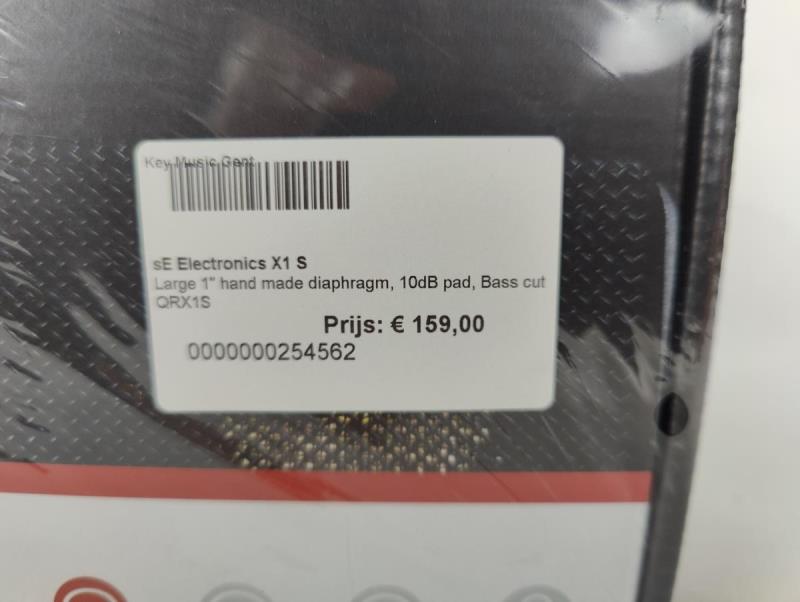 Key Music Gent
sE Electronics X1 S
Large 1" hand made diaphragm, 10dB pad, Bass cut
QRX1S
Prijs: € 159,00
0000000254562